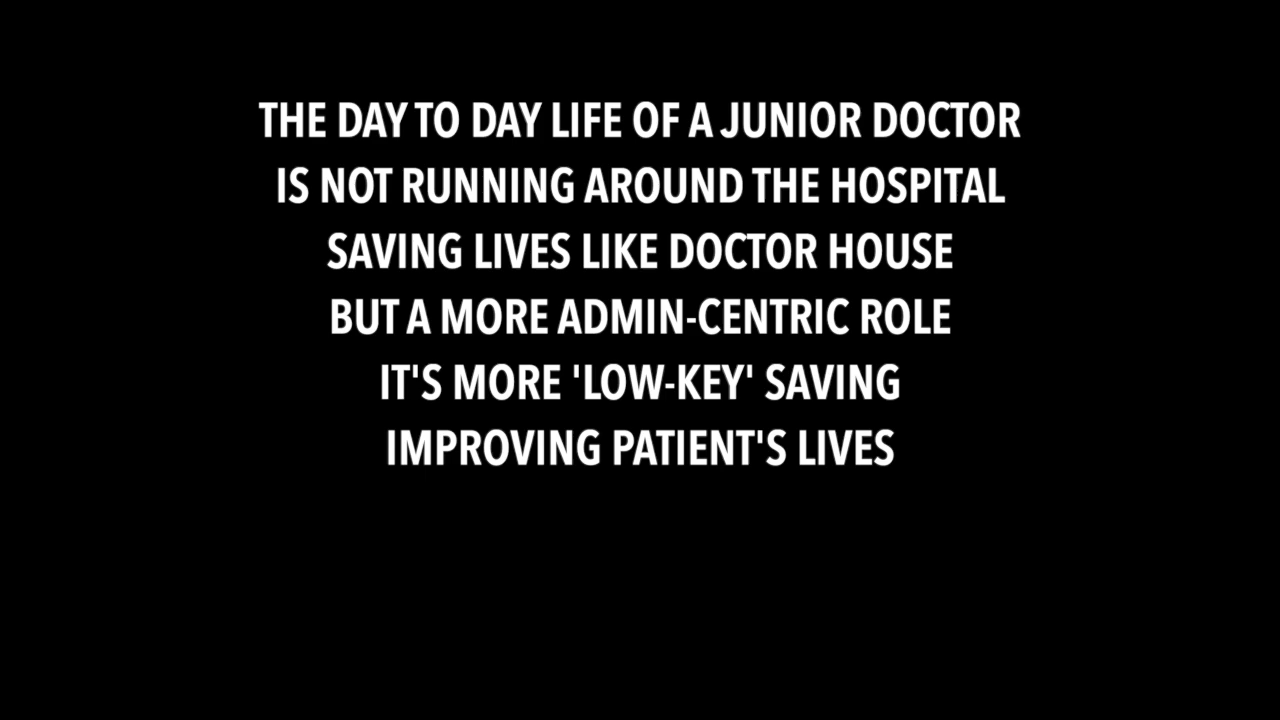 THE DAY TO DAY LIFE OF A JUNIOR DOCTOR
IS NOT RUNNING AROUND THE HOSPITAL
SAVING LIVES LIKE DOCTOR HOUSE
BUT A MORE ADMIN-CENTRIC ROLE
IT'S MORE 'LOW-KEY' SAVING
IMPROVING PATIENT'S LIVES